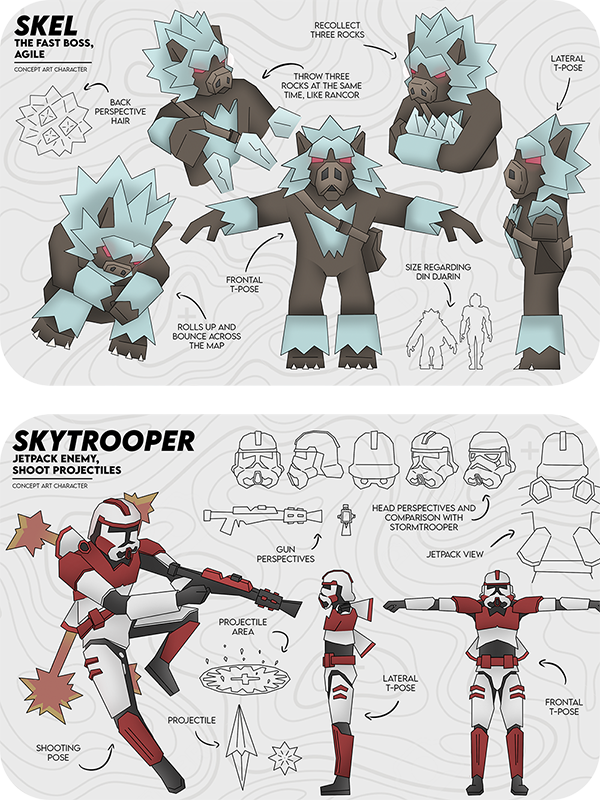 SKEL
THE FAST BOSS,
AGILE
CONCEPT ART CHARACTER
BACK
PERSPECTIVE
HAIR
RECOLLECT
THREE ROCKS
THROW THREE
ROCKS AT THE SAME
TIME, LIKE RANCOR
LATERAL
T-POSE
FRONTAL
T-POSE
SIZE REGARDING
DIN DJARIN
ROLLS UP AND
BOUNCE ACROSS
THE MAP
SKYTROOPER
JETPACK ENEMY,
SHOOT PROJECTILES
CONCEPT ART CHARACTER
HEAD PERSPECTIVES AND
COMPARISON WITH
STORMTROOPER
GUN
PERSPECTIVES
JETPACK VIEW
PROJECTILE
AREA
LATERAL
T-POSE
FRONTAL
T-POSE
PROJECTILE
SHOOTING
POSE